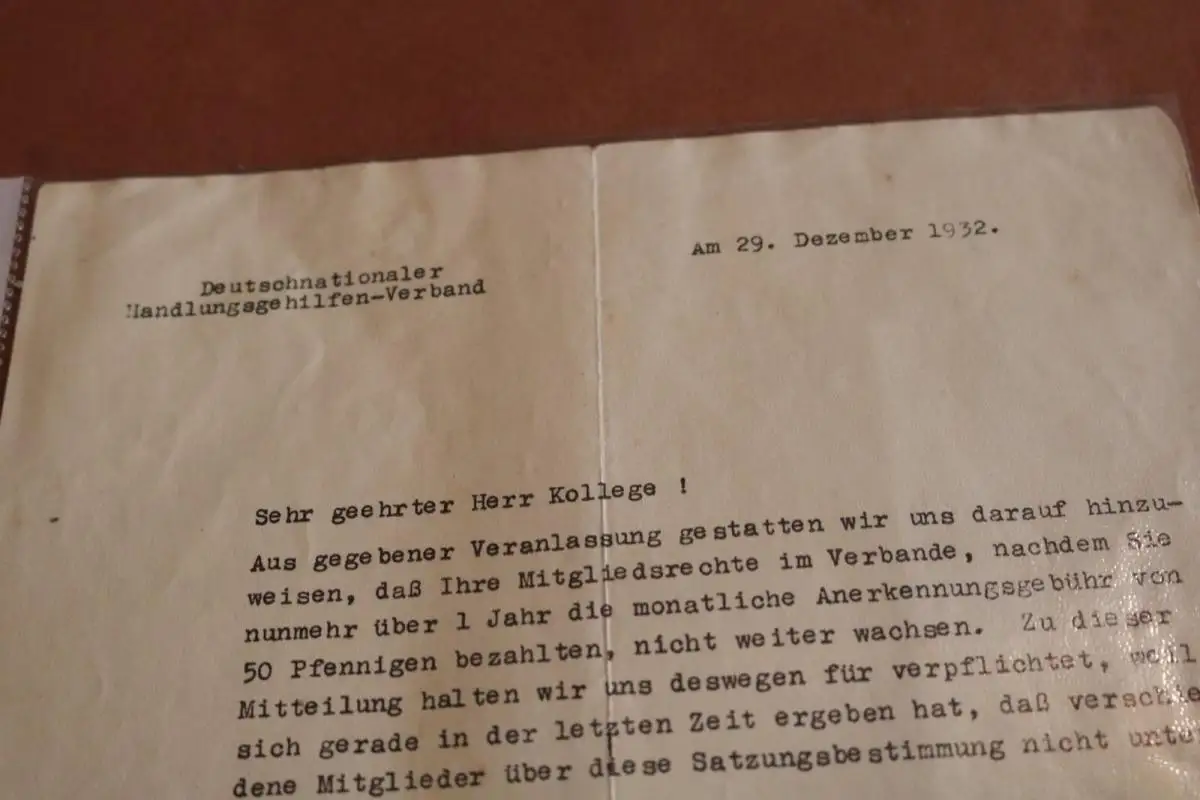 Am 29. Dezember 1932.
Deutschnationaler
Handlungsgehilfen-Verband
Sehr geehrter Herr Kollege !
Aus gegebener Veranlassung gestatten wir uns darauf hinzu-
weisen, daß Ihre Mitgliedsrechte im Verbande, nachdem Sie
nunmehr über 1 Jahr die monatliche Anerkennungsgebühr von
50 Pfennigen bezahlten, nicht weiter wachsen. Zu dieser
Mitteilung halten wir uns deswegen für verpflichtet, weil
sich gerade in der letzten Zeit ergeben hat, daß verschie
dene Mitglieder über diese Satzungsbestimmung nicht unte